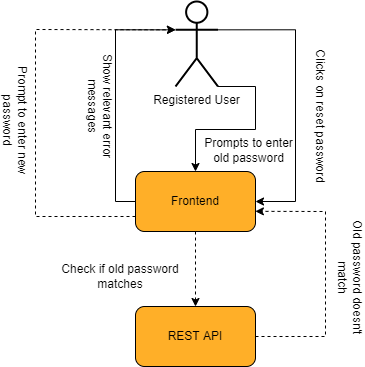 Prompt to enter new
password
Show relevant error
messages
Registered User
Clicks on reset password
Prompts to enter
old password
Frontend
Check if old password
matches
Old password doesnt
match
REST API